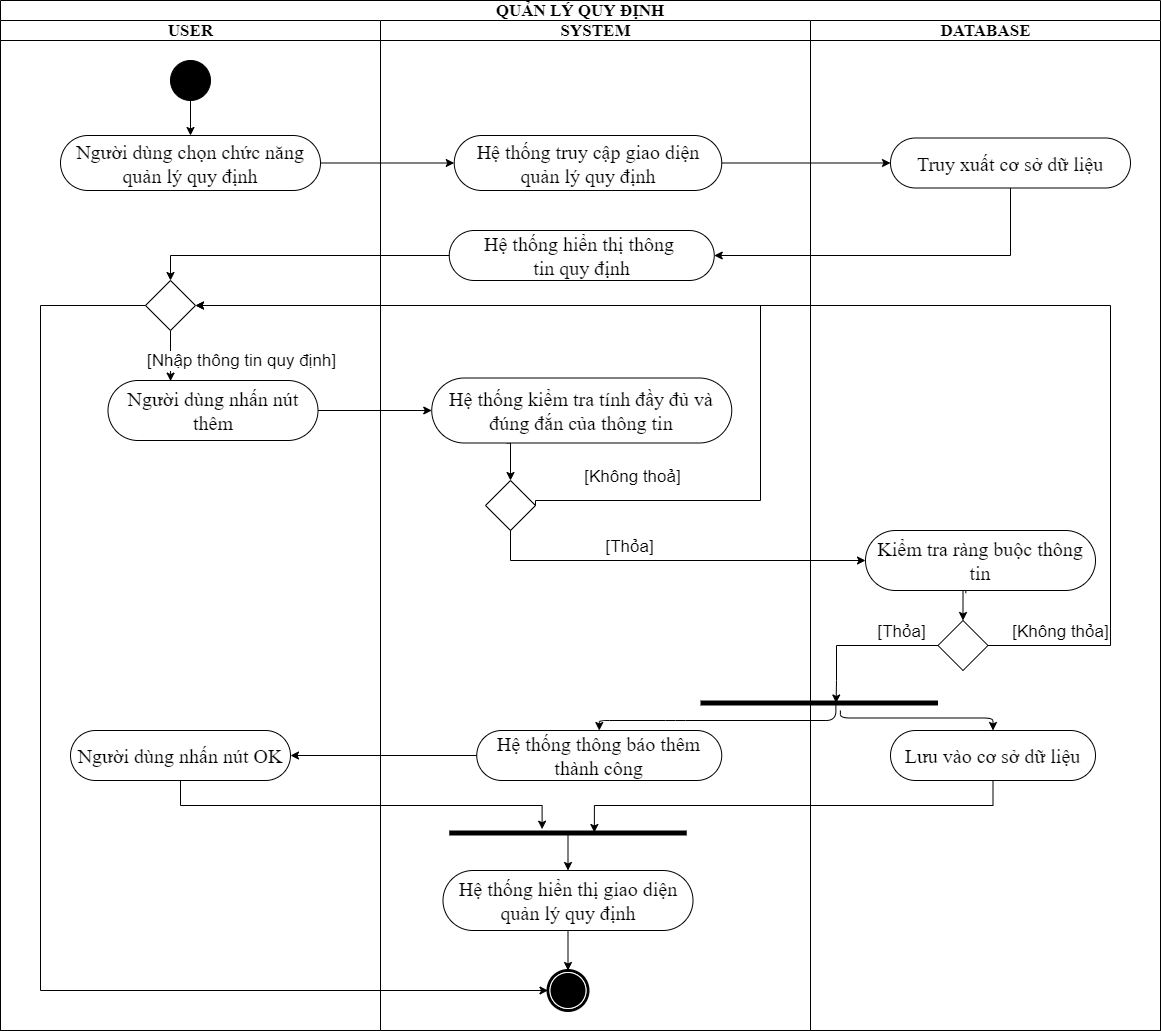 QUẢN LÝ QUY ĐỊNH
USER
SYSTEM
DATABASE
Người dùng chọn chức năng
quản lý quy định
Hệ thống truy cập giao diện
quản lý quy định
Truy xuất cơ sở dữ liệu
Hệ thống hiển thị thông
tin quy định
[Nhập thông tin quy định]
Người dùng nhấn nút
thêm
Hệ thống kiểm tra tính đầy đủ và
đúng đắn của thông tin
[Không thoả]
[Thỏa]
Kiểm tra ràng buộc thông
tin
[Thỏa]
[Không thỏa]
Người dùng nhấn nút OK
Hệ thống thông báo thêm
thành công
Lưu vào cơ sở dữ liệu
Hệ thống hiển thị giao diện
quản lý quy định